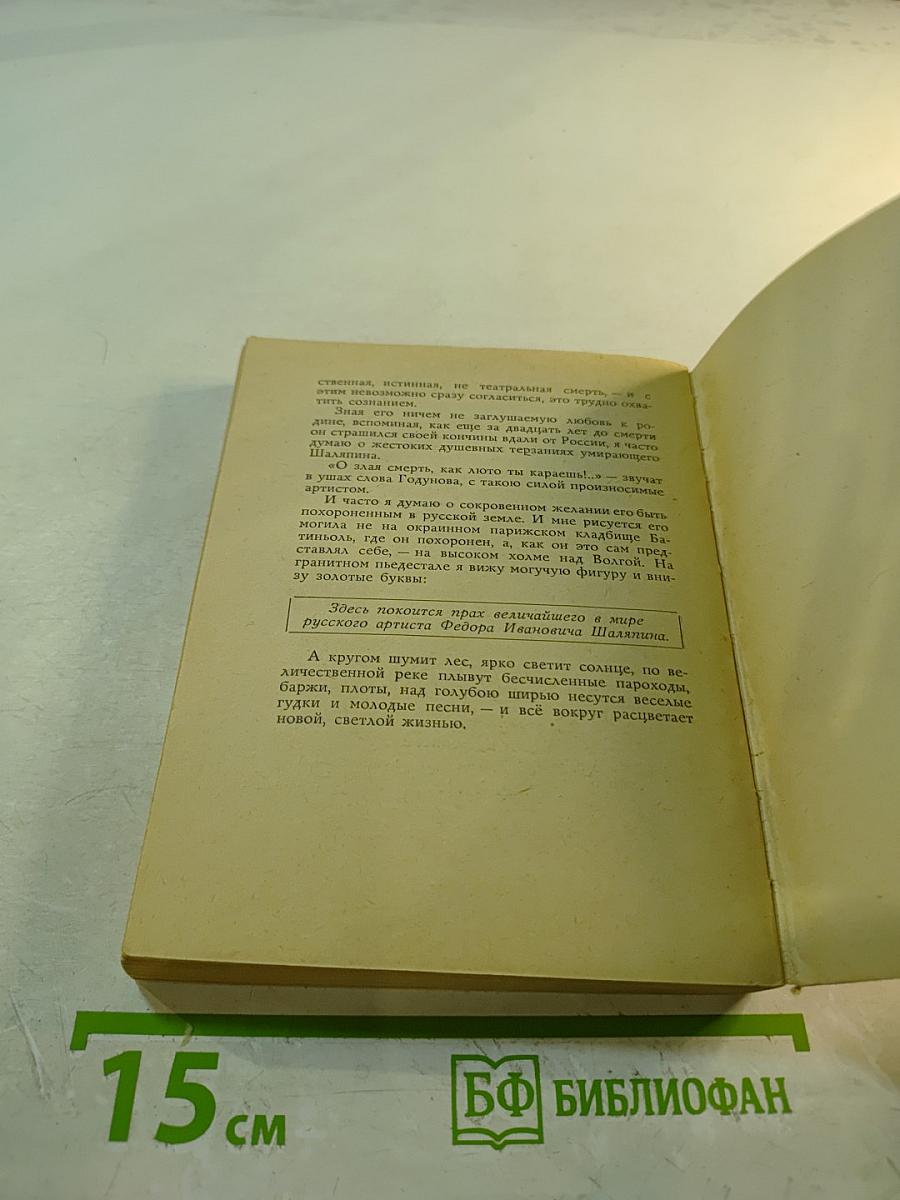 ственная, истинная, не театральная смерть, — и с
этим невозможно сразу согласиться, это трудно охва-
тить сознанием.
Зная его ничем не заглушаемую любовь к ро-
дине, вспоминая, как еще за двадцать лет до смерти
он страшился своей кончины вдали от России, я часто
думаю о жестоких душевных терзаниях умирающего
Шаляпина.
«О злая смерть, как люто ты караешь!..» — звучат
в ушах слова Годунова, с такою силой произносимые
артистом.
И часто я думаю о сокровенном желании его быть
похороненным в русской земле. И мне рисуется его
могила не на окраинном парижском кладбище Ба-
тиньоль, где он похоронен, а, как он это сам пред-
ставлял себе, — на высоком холме над Волгой. На
гранитном пьедестале я вижу могучую фигуру и вни-
зу золотые буквы:
Здесь покоится прах величайшего в мире
русского артиста Федора Ивановича Шаляпина.
А кругом шумит лес, ярко светит солнце, по ве-
личественной реке плывут бесчисленные пароходы,
баржи, плоты, над голубою ширью несутся веселые
гудки и молодые песни, — и всё вокруг расцветает
новой, светлой жизнью.
15 см
БФ БИБЛИОФАН